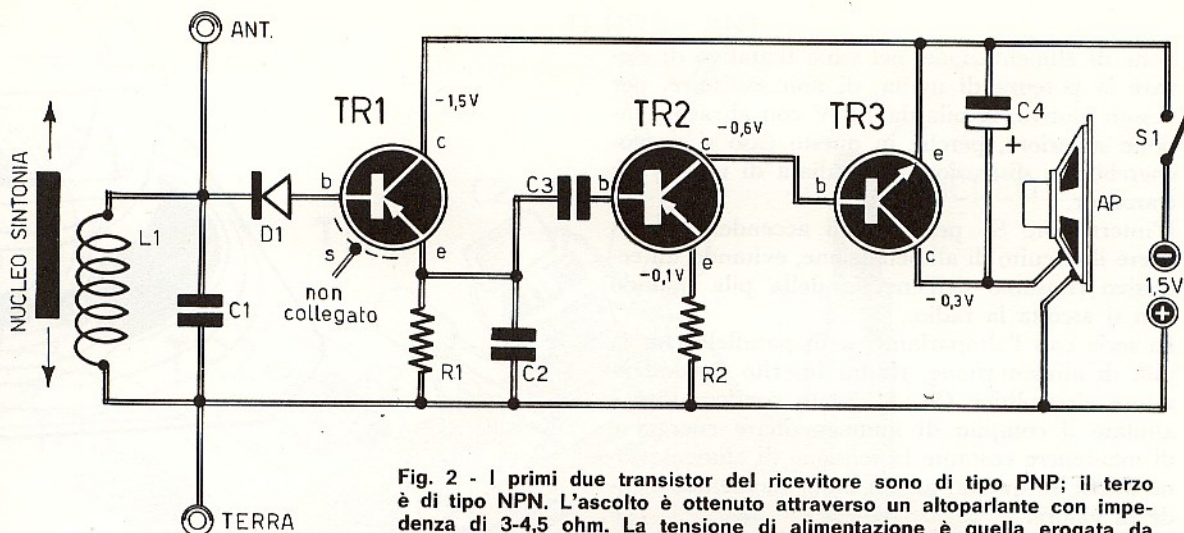 ANT.
NUCLEO SINTONIA
L1
C1
D1
TR1
b
c
e
s
-1,5V
non
collegato
R1
C2
C3
TR2
b
c
e
-0,6V
-0,1V
R2
TR3
b
e
c
-0,3V
C4
+
AP
S1
1,5V
+
TERRA
Fig. 2 - I primi due transistor del ricevitore sono di tipo PNP; il terzo
è di tipo NPN. L'ascolto è ottenuto attraverso un altoparlante con impe-
denza di 3-4,5 ohm. La tensione di alimentazione è quella erogata da